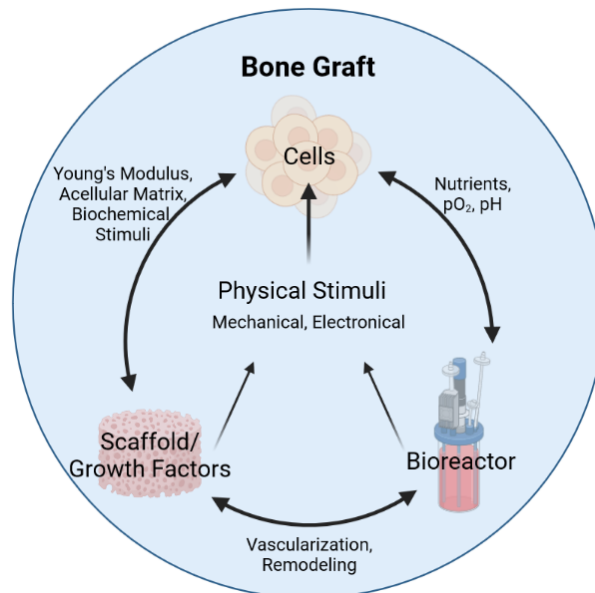 Bone Graft
Cells
Young's Modulus,
Acellular Matrix,
Biochemical
Stimuli
Nutrients,
pO₂, pH
Physical Stimuli
Mechanical, Electronical
Scaffold/
Growth Factors
Bioreactor
Vascularization,
Remodeling